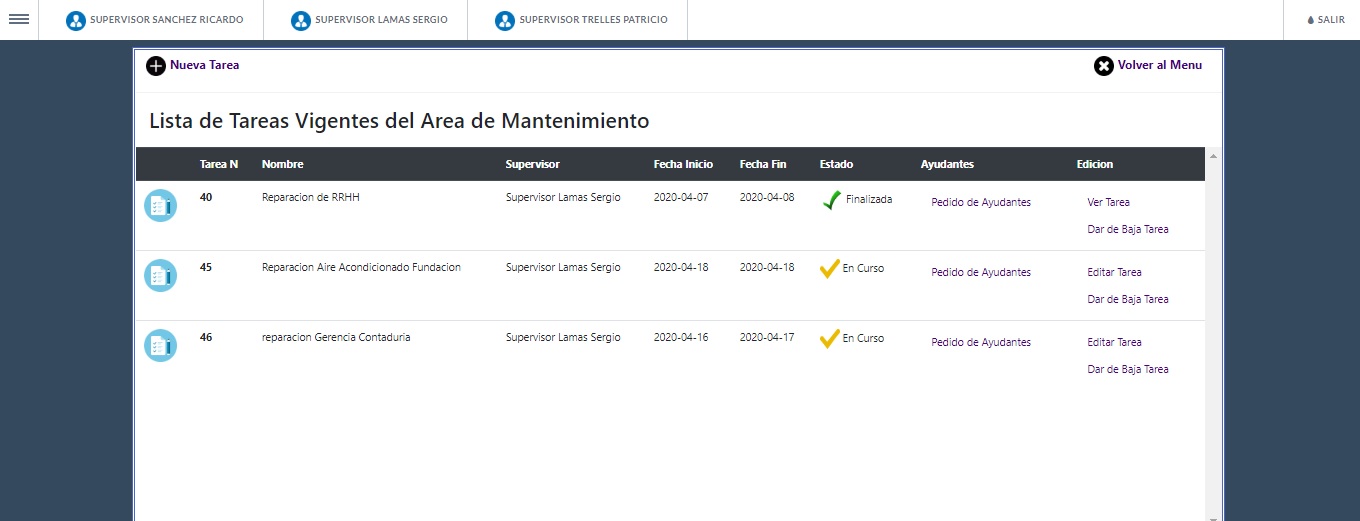 SUPERVISOR SANCHEZ RICARDO SUPERVISOR LAMAS SERGIO SUPERVISOR TRELLES PATRICIO SALIR
Nueva Tarea Volver al Menu
Lista de Tareas Vigentes del Area de Mantenimiento
Tarea N Nombre Supervisor Fecha Inicio Fecha Fin Estado Ayudantes Edicion
40 Reparacion de RRHH Supervisor Lamas Sergio 2020-04-07 2020-04-08 Finalizada Pedido de Ayudantes Ver Tarea
Dar de Baja Tarea
45 Reparacion Aire Acondicionado Fundacion Supervisor Lamas Sergio 2020-04-18 2020-04-18 En Curso Pedido de Ayudantes Editar Tarea
Dar de Baja Tarea
46 reparacion Gerencia Contaduria Supervisor Lamas Sergio 2020-04-16 2020-04-17 En Curso Pedido de Ayudantes Editar Tarea
Dar de Baja Tarea